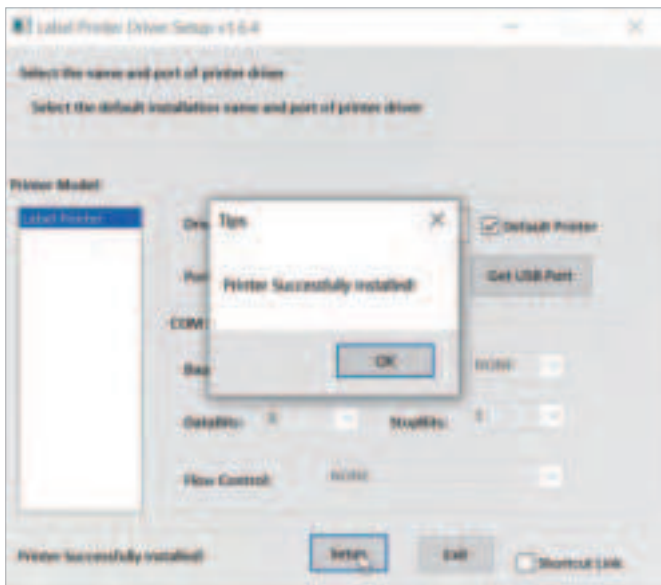 Label Printer Driver Setup v1.6.4
Select the name and port of printer driver
Select the default installation name and port of printer driver
Printer Model:
Label Printer
Tips
Default Printer
Printer Successfully installed!
Get USB Port
OK
COM
NONE
DataBits: 8 StopBits: 1
Flow Control: NONE
Printer Successfully installed!
Setup Exit Shortcut Link